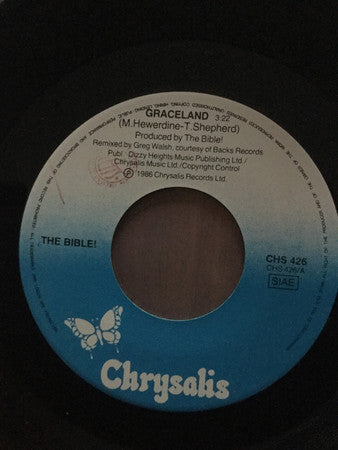 GRACELAND 3:22
(M.Hewerdine-T.Shepherd)
Produced by The Bible!
Remixed by Greg Walsh, courtesy of Backs Records
Publ Dizzy Heights Music Publishing Ltd./
Chrysalis Music Ltd./Copyright Control
℗ 1986 Chrysalis Records Ltd.
THE BIBLE!
CHS 426
CHS 426/A
SIAE
Chrysalis